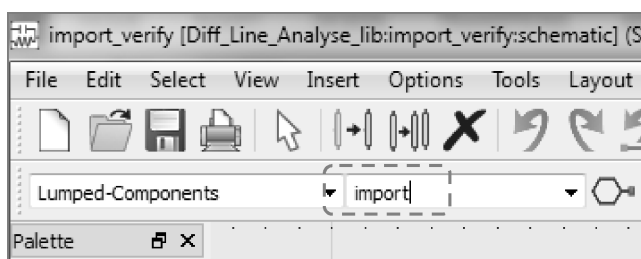 import_verify [Diff_Line_Analyse_lib:import_verify:schematic] (S
File Edit Select View Insert Options Tools Layout
Lumped-Components import
Palette